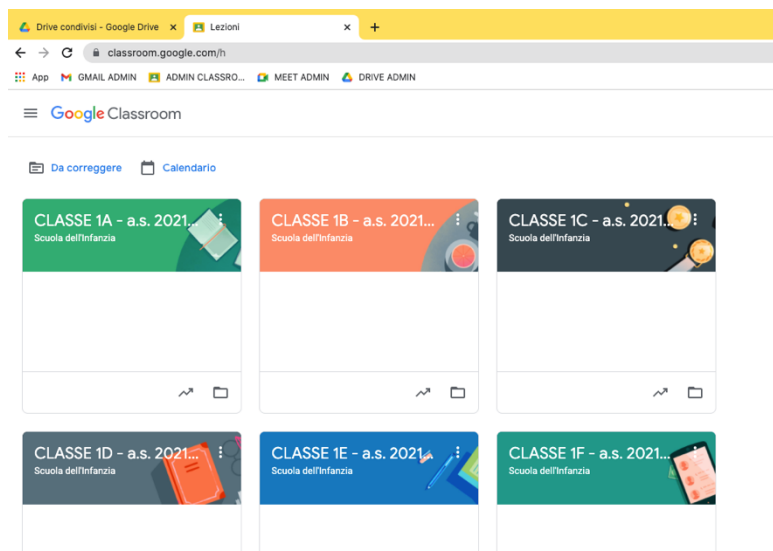 Drive condivisi - Google Drive
Lezioni
classroom.google.com/h
App GMAIL ADMIN ADMIN CLASSRO... MEET ADMIN DRIVE ADMIN
Google Classroom
Da correggere Calendario
CLASSE 1A - a.s. 2021...
Scuola dell'Infanzia
CLASSE 1B - a.s. 2021...
Scuola dell'Infanzia
CLASSE 1C - a.s. 2021...
Scuola dell'Infanzia
CLASSE 1D - a.s. 2021...
Scuola dell'Infanzia
CLASSE 1E - a.s. 2021...
Scuola dell'Infanzia
CLASSE 1F - a.s. 2021...
Scuola dell'Infanzia